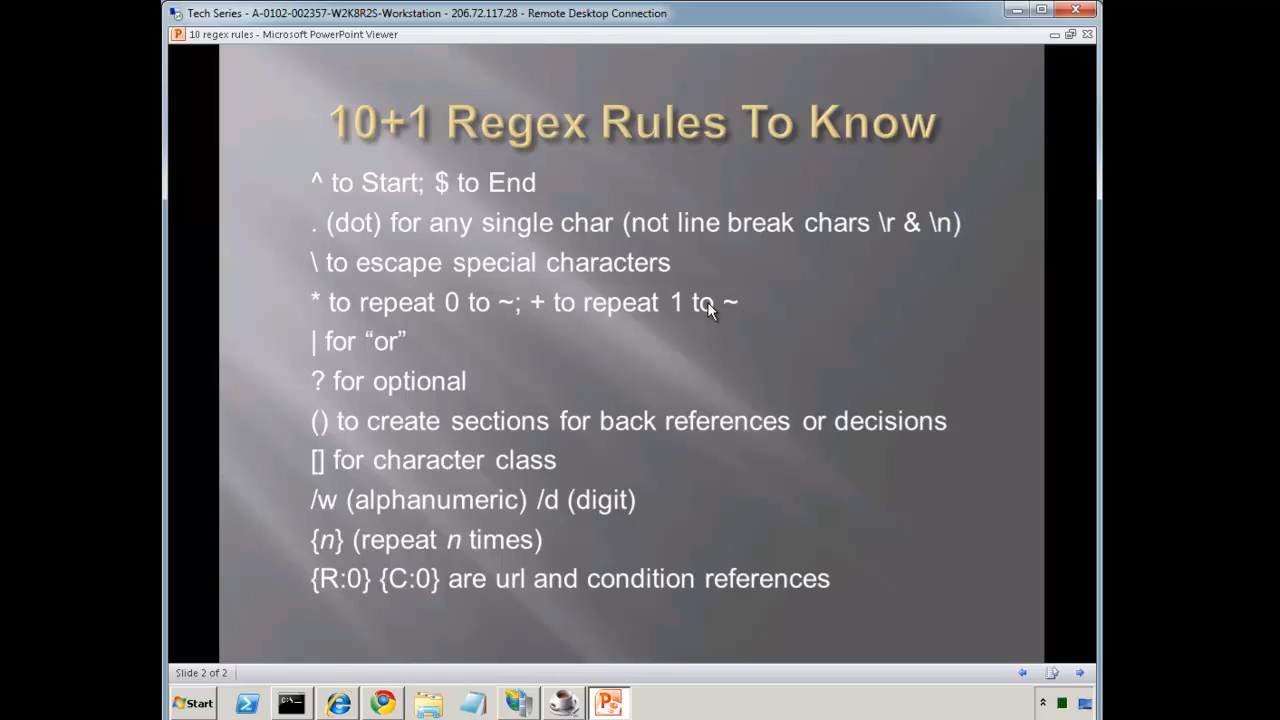 Tech Series - A-0102-002357-W2K8R2S-Workstation - 206.72.117.28 - Remote Desktop Connection
10 regex rules - Microsoft PowerPoint Viewer
10+1 Regex Rules To Know
^ to Start; $ to End
. (dot) for any single char (not line break chars \r & \n)
\ to escape special characters
* to repeat 0 to ~; + to repeat 1 to ~
| for “or”
? for optional
() to create sections for back references or decisions
[] for character class
/w (alphanumeric) /d (digit)
{n} (repeat n times)
{R:0} {C:0} are url and condition references
Slide 2 of 2
Start